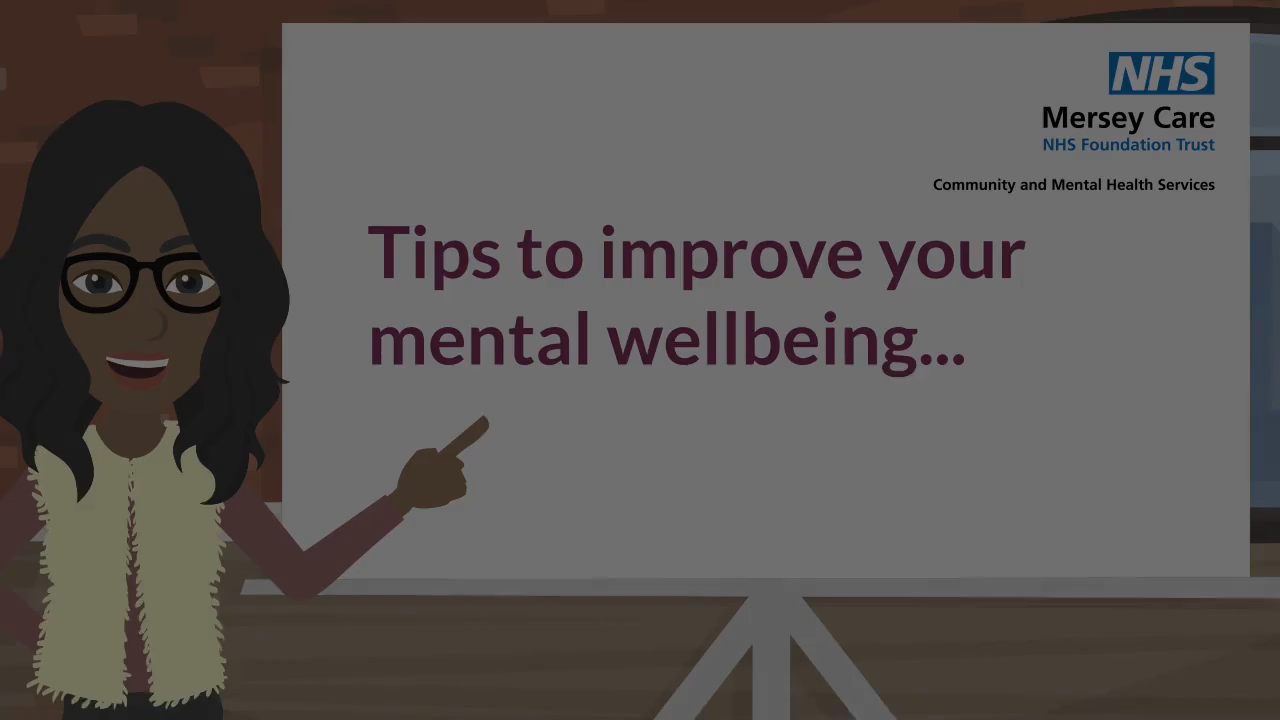 NHS
Mersey Care
NHS Foundation Trust
Community and Mental Health Services
Tips to improve your
mental wellbeing...